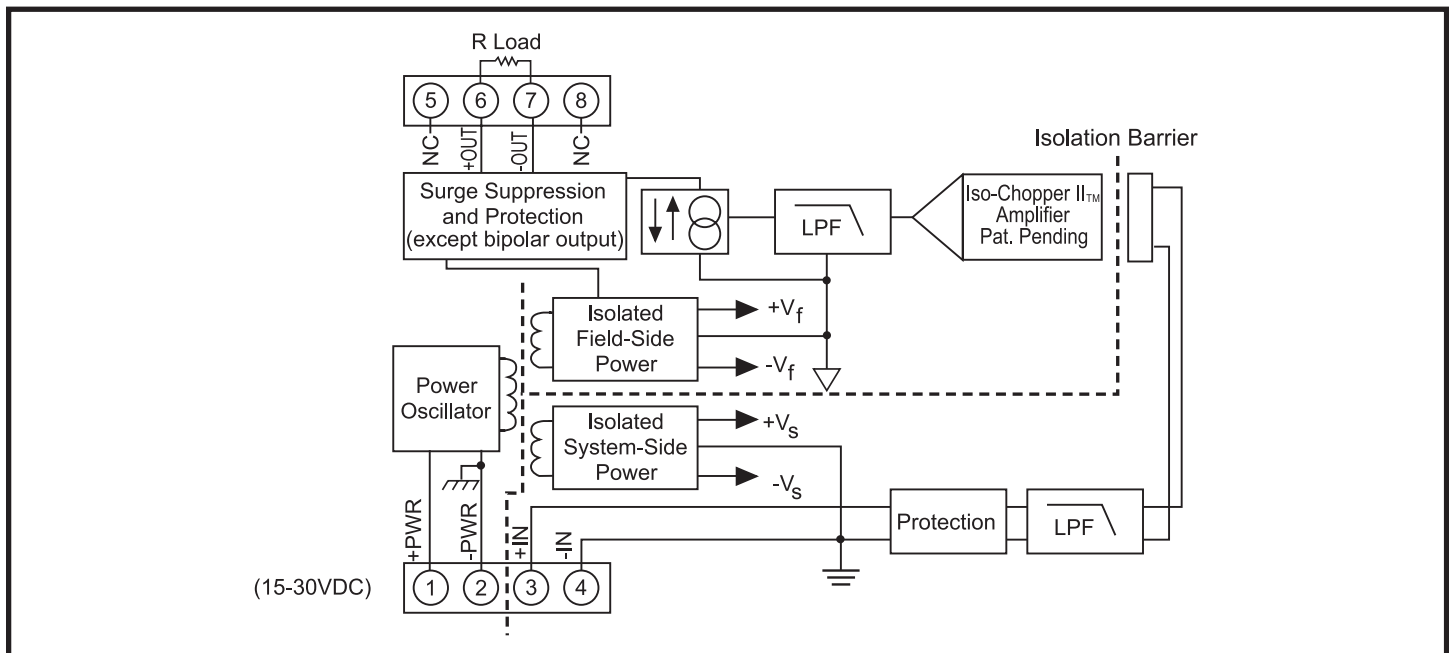 R Load
5 6 7 8
NC +OUT -OUT NC
Isolation Barrier
Surge Suppression
and Protection
(except bipolar output)
LPF
Iso-Chopper II™
Amplifier
Pat. Pending
Isolated
Field-Side
Power
+Vf
-Vf
Power
Oscillator
Isolated
System-Side
Power
+Vs
-Vs
+PWR -PWR +IN -IN
Protection
LPF
(15-30VDC)
1 2 3 4